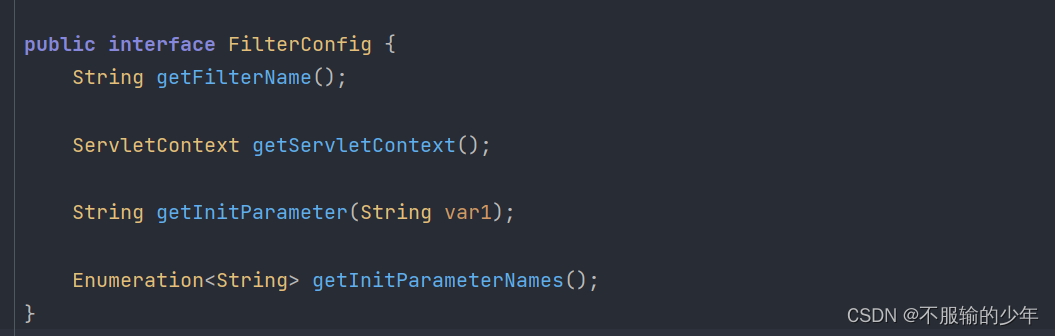 public interface FilterConfig {
    String getFilterName();
    ServletContext getServletContext();
    String getInitParameter(String var1);
    Enumeration<String> getInitParameterNames();
}
CSDN @不服输的少年